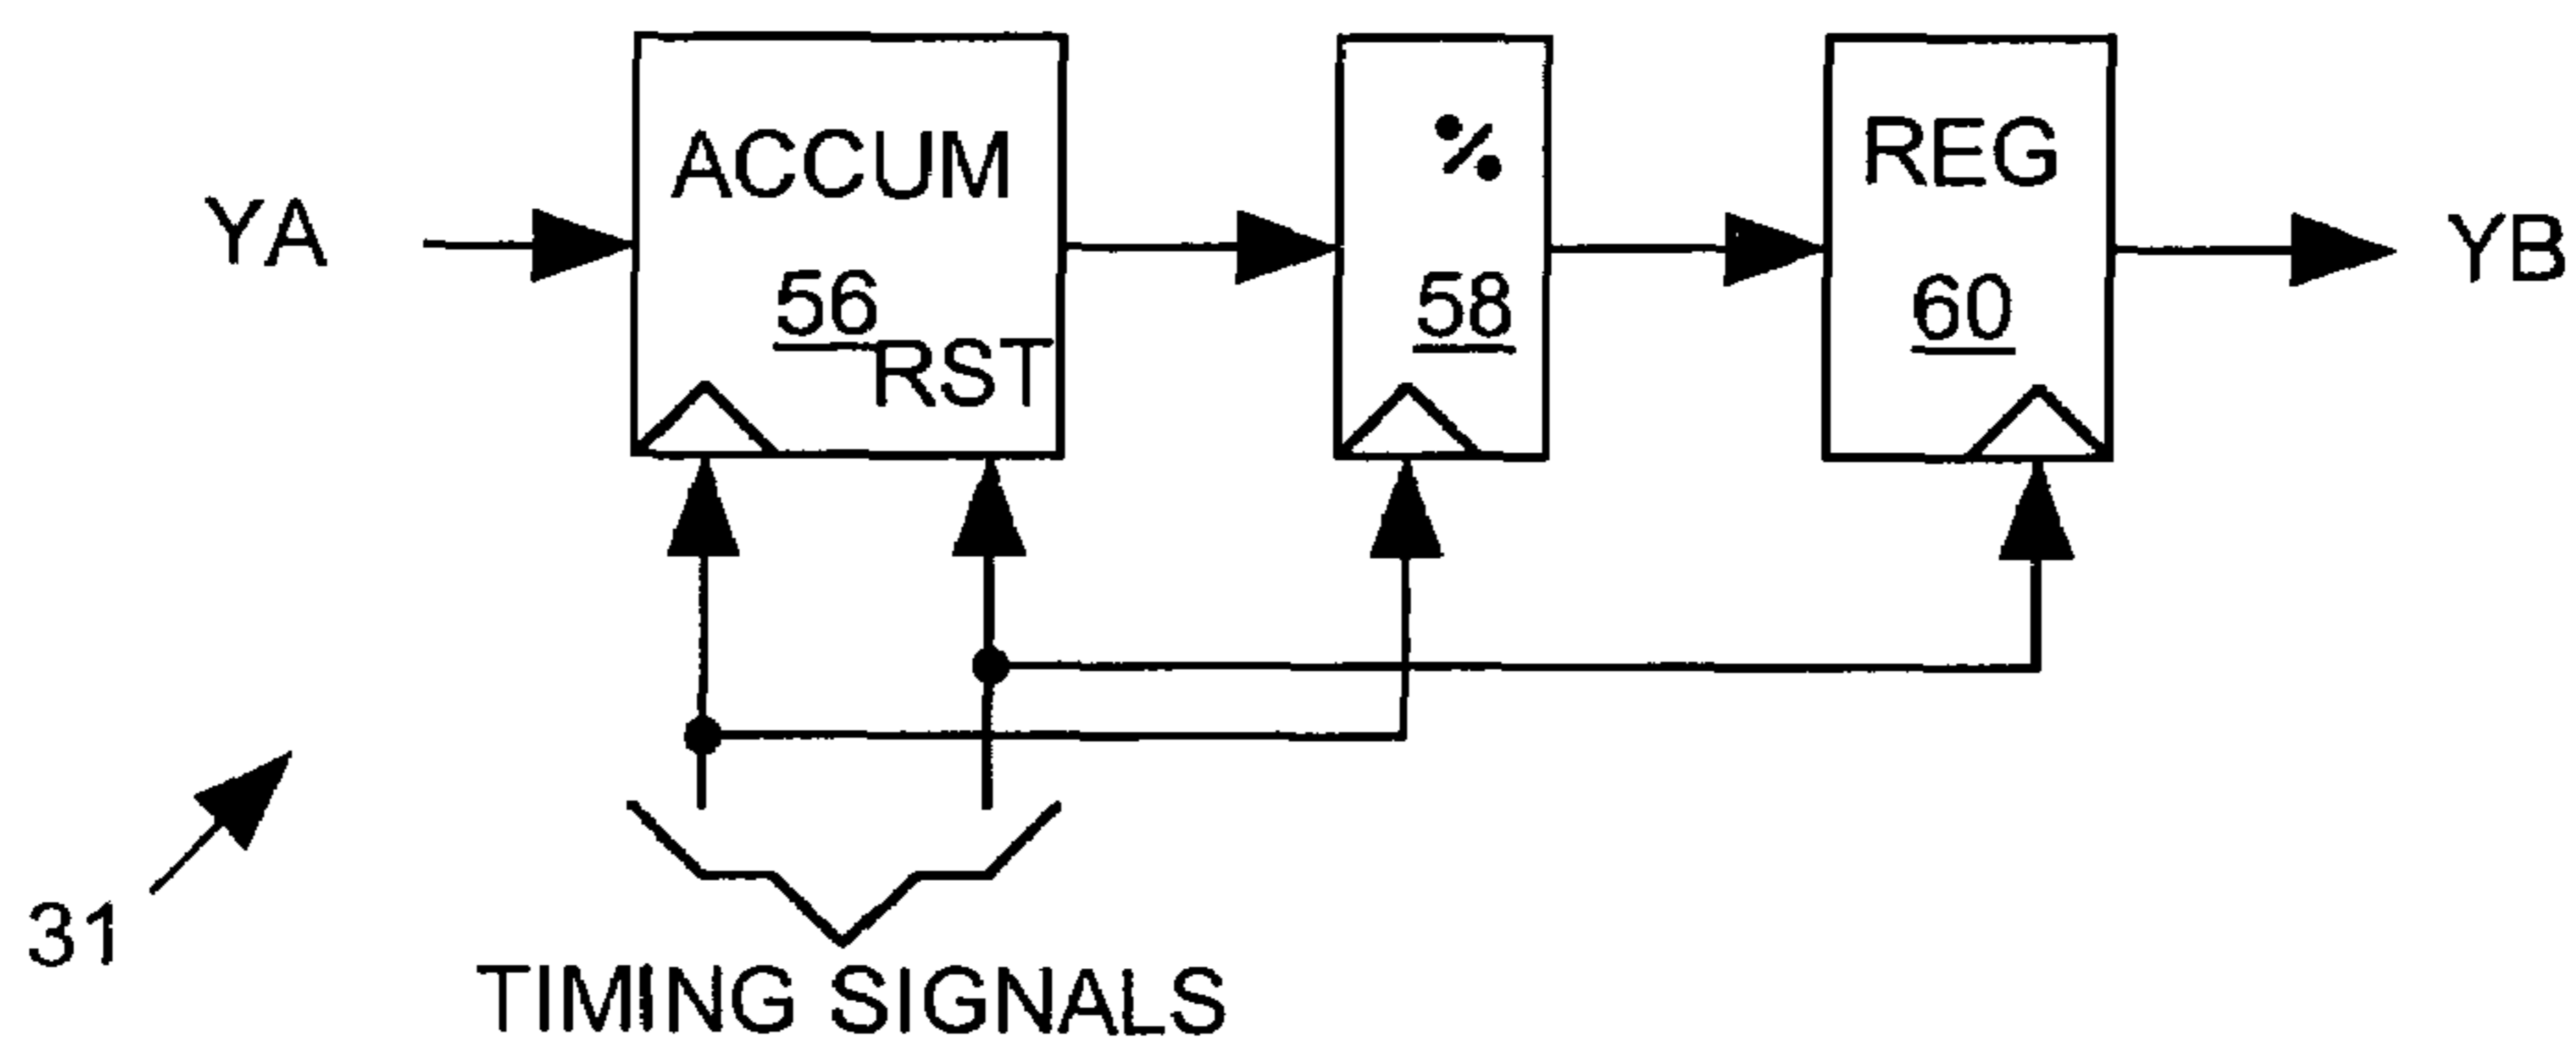 ACCUM
%
REG
YA
YB
56
58
60
RST
31
TIMING SIGNALS